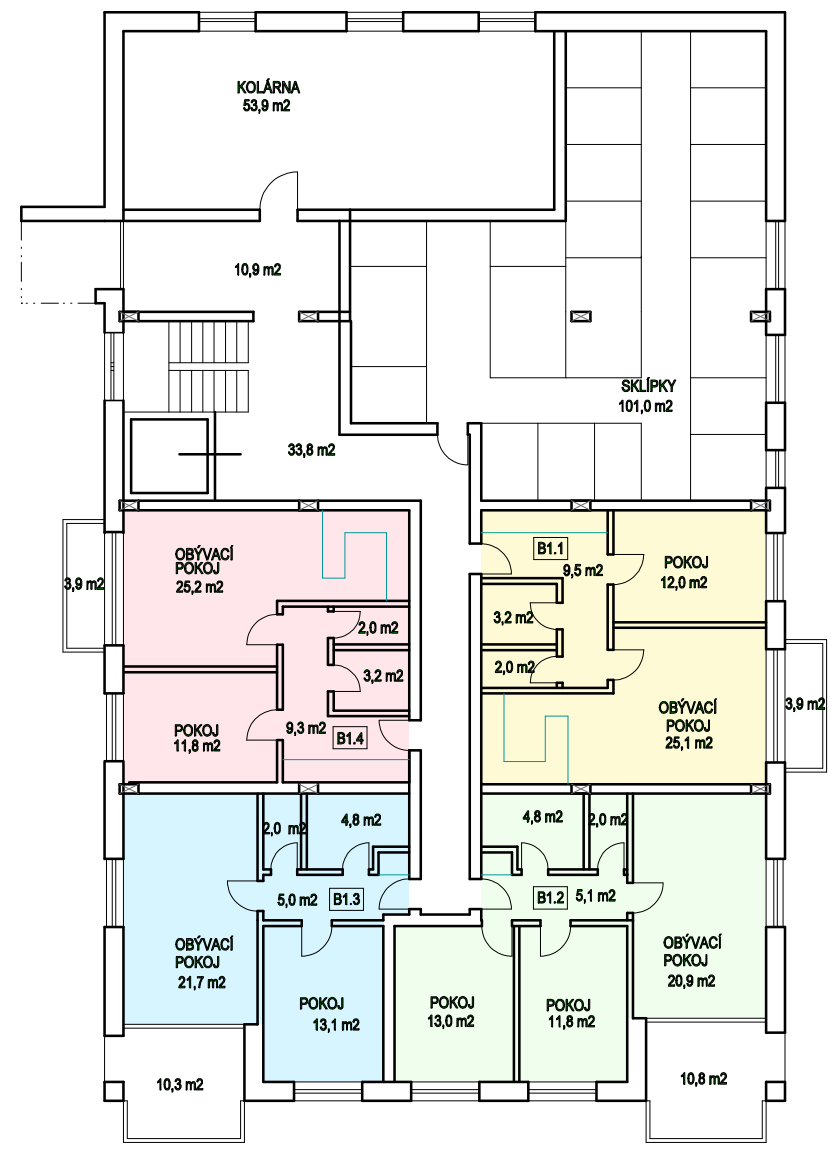 KOLÁRNA
53,9 m2
10,9 m2
SKLÍPKY
101,0 m2
33,8 m2
OBÝVACÍ
POKOJ
25,2 m2
3,9 m2
2,0 m2
3,2 m2
POKOJ
11,8 m2
9,3 m2
B1.4
B1.1
9,5 m2
POKOJ
12,0 m2
3,2 m2
2,0 m2
OBÝVACÍ
POKOJ
25,1 m2
3,9 m2
2,0 m2
4,8 m2
5,0 m2
B1.3
OBÝVACÍ
POKOJ
21,7 m2
POKOJ
13,1 m2
10,3 m2
4,8 m2
2,0 m2
B1.2
5,1 m2
OBÝVACÍ
POKOJ
20,9 m2
POKOJ
13,0 m2
POKOJ
11,8 m2
10,8 m2